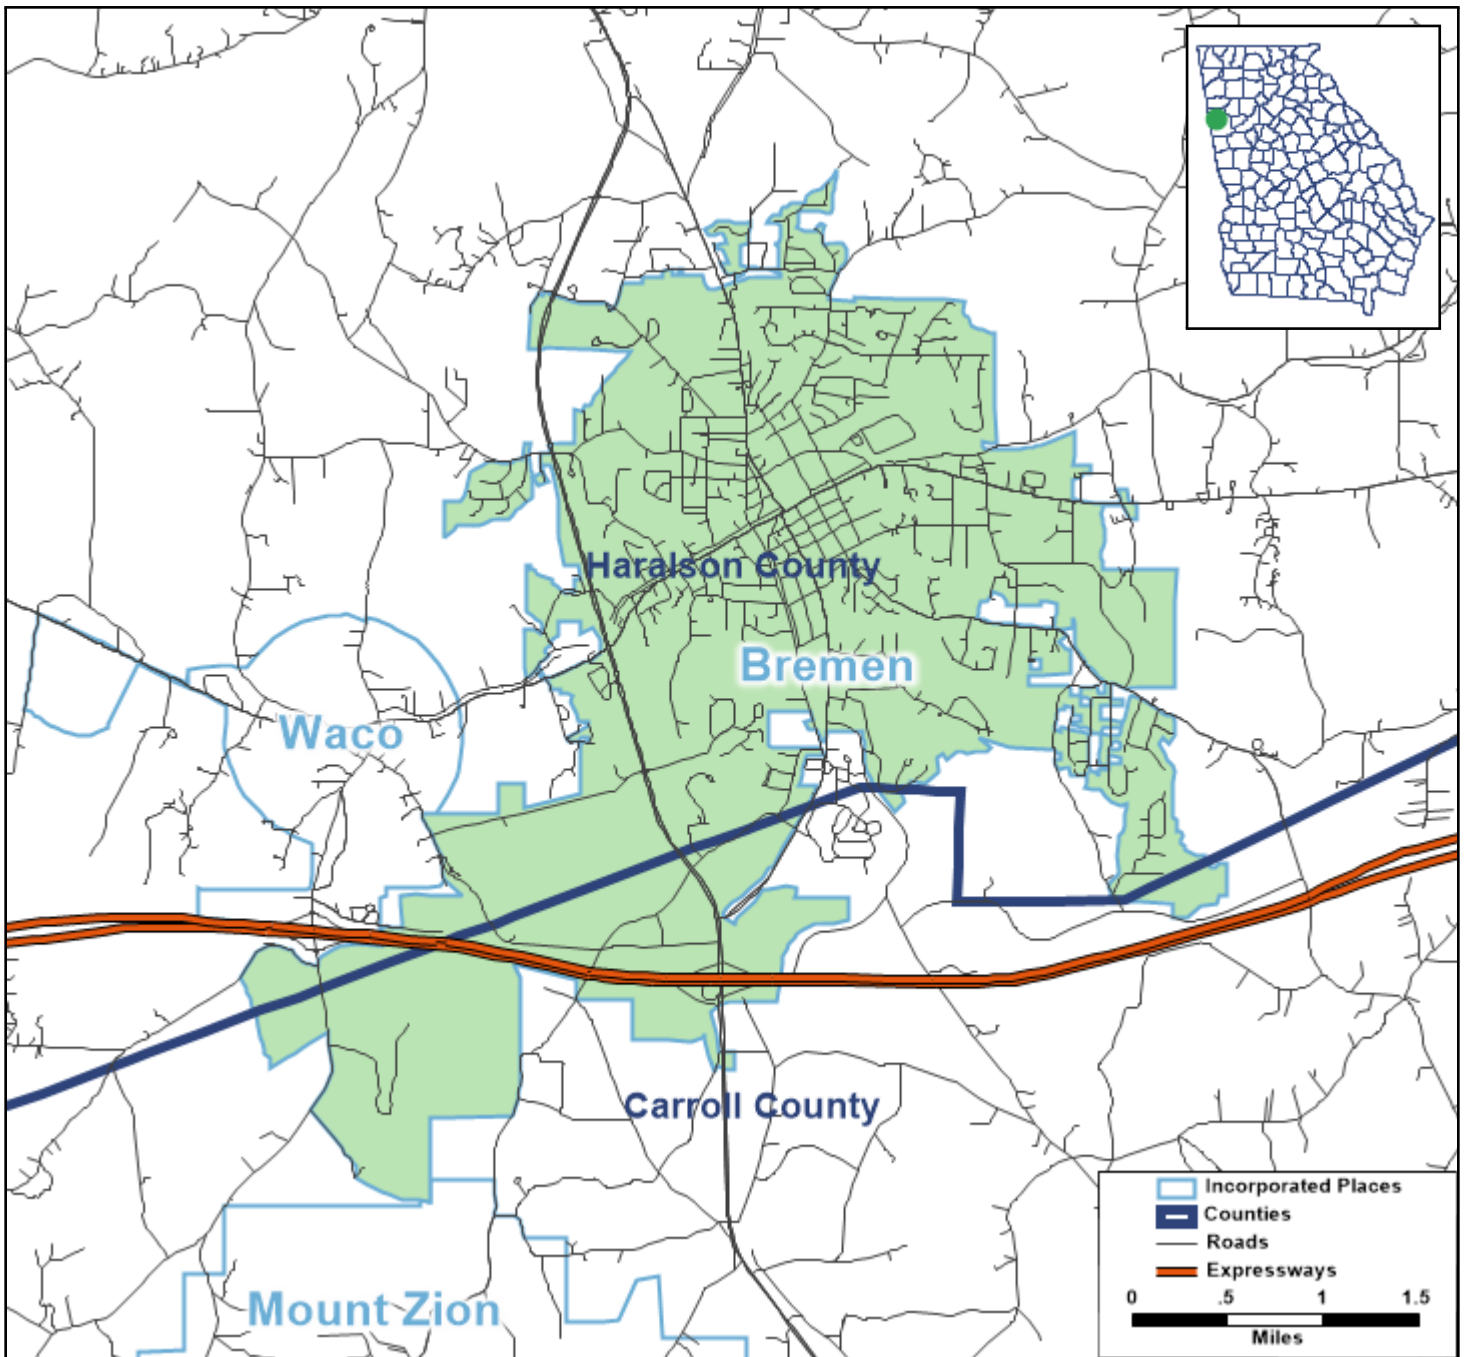 Haralson County
Bremen
Waco
Carroll County
Mount Zion
Incorporated Places
Counties
Roads
Expressways
0 .5 1 1.5
Miles